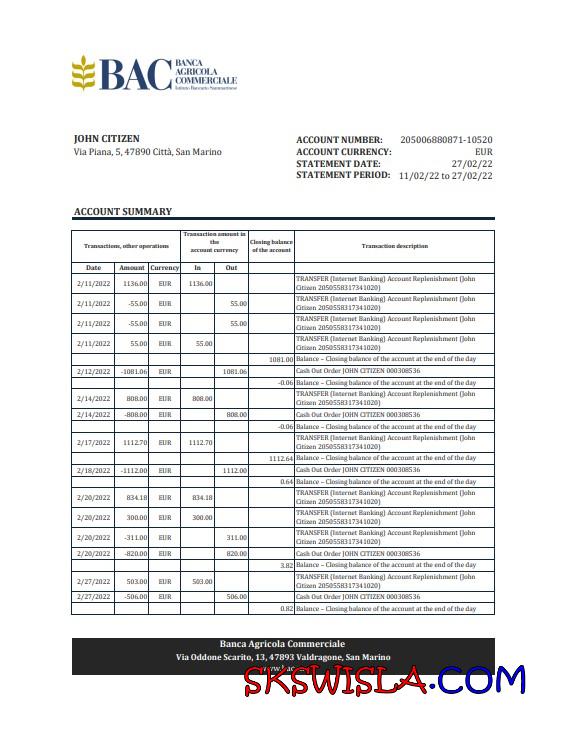 BAC BANCA
AGRICOLA
COMMERCIALE
Istituto Bancario Sammarinese
JOHN CITIZEN
Via Piana, 5, 47890 Città, San Marino
ACCOUNT NUMBER: 205006880871-10520
ACCOUNT CURRENCY: EUR
STATEMENT DATE: 27/02/22
STATEMENT PERIOD: 11/02/22 to 27/02/22
ACCOUNT SUMMARY
Transactions, other operations
Transaction amount in
the
account currency
Closing balance
of the account
Transaction description
Date Amount Currency In Out
2/11/2022 1136.00 EUR 1136.00 TRANSFER (Internet Banking) Account Replenishment (John
Citizen 2050558317341020)
2/11/2022 -55.00 EUR 55.00 TRANSFER (Internet Banking) Account Replenishment (John
Citizen 2050558317341020)
2/11/2022 -55.00 EUR 55.00 TRANSFER (Internet Banking) Account Replenishment (John
Citizen 2050558317341020)
2/11/2022 55.00 EUR 55.00 TRANSFER (Internet Banking) Account Replenishment (John
Citizen 2050558317341020)
1081.00 Balance – Closing balance of the account at the end of the day
2/12/2022 -1081.06 EUR 1081.06 Cash Out Order JOHN CITIZEN 000308536
-0.06 Balance – Closing balance of the account at the end of the day
2/14/2022 808.00 EUR 808.00 TRANSFER (Internet Banking) Account Replenishment (John
Citizen 2050558317341020)
2/14/2022 -808.00 EUR 808.00 Cash Out Order JOHN CITIZEN 000308536
-0.06 Balance – Closing balance of the account at the end of the day
2/17/2022 1112.70 EUR 1112.70 TRANSFER (Internet Banking) Account Replenishment (John
Citizen 2050558317341020)
1112.64 Balance – Closing balance of the account at the end of the day
2/18/2022 -1112.00 EUR 1112.00 Cash Out Order JOHN CITIZEN 000308536
0.64 Balance – Closing balance of the account at the end of the day
2/20/2022 834.18 EUR 834.18 TRANSFER (Internet Banking) Account Replenishment (John
Citizen 2050558317341020)
2/20/2022 300.00 EUR 300.00 TRANSFER (Internet Banking) Account Replenishment (John
Citizen 2050558317341020)
2/20/2022 -311.00 EUR 311.00 TRANSFER (Internet Banking) Account Replenishment (John
Citizen 2050558317341020)
2/20/2022 -820.00 EUR 820.00 Cash Out Order JOHN CITIZEN 000308536
3.82 Balance – Closing balance of the account at the end of the day
2/27/2022 503.00 EUR 503.00 TRANSFER (Internet Banking) Account Replenishment (John
Citizen 2050558317341020)
2/27/2022 -506.00 EUR 506.00 Cash Out Order JOHN CITIZEN 000308536
0.82 Balance – Closing balance of the account at the end of the day
Banca Agricola Commerciale
Via Oddone Scarito, 13, 47893 Valdragone, San Marino
SKSWISLA.COM